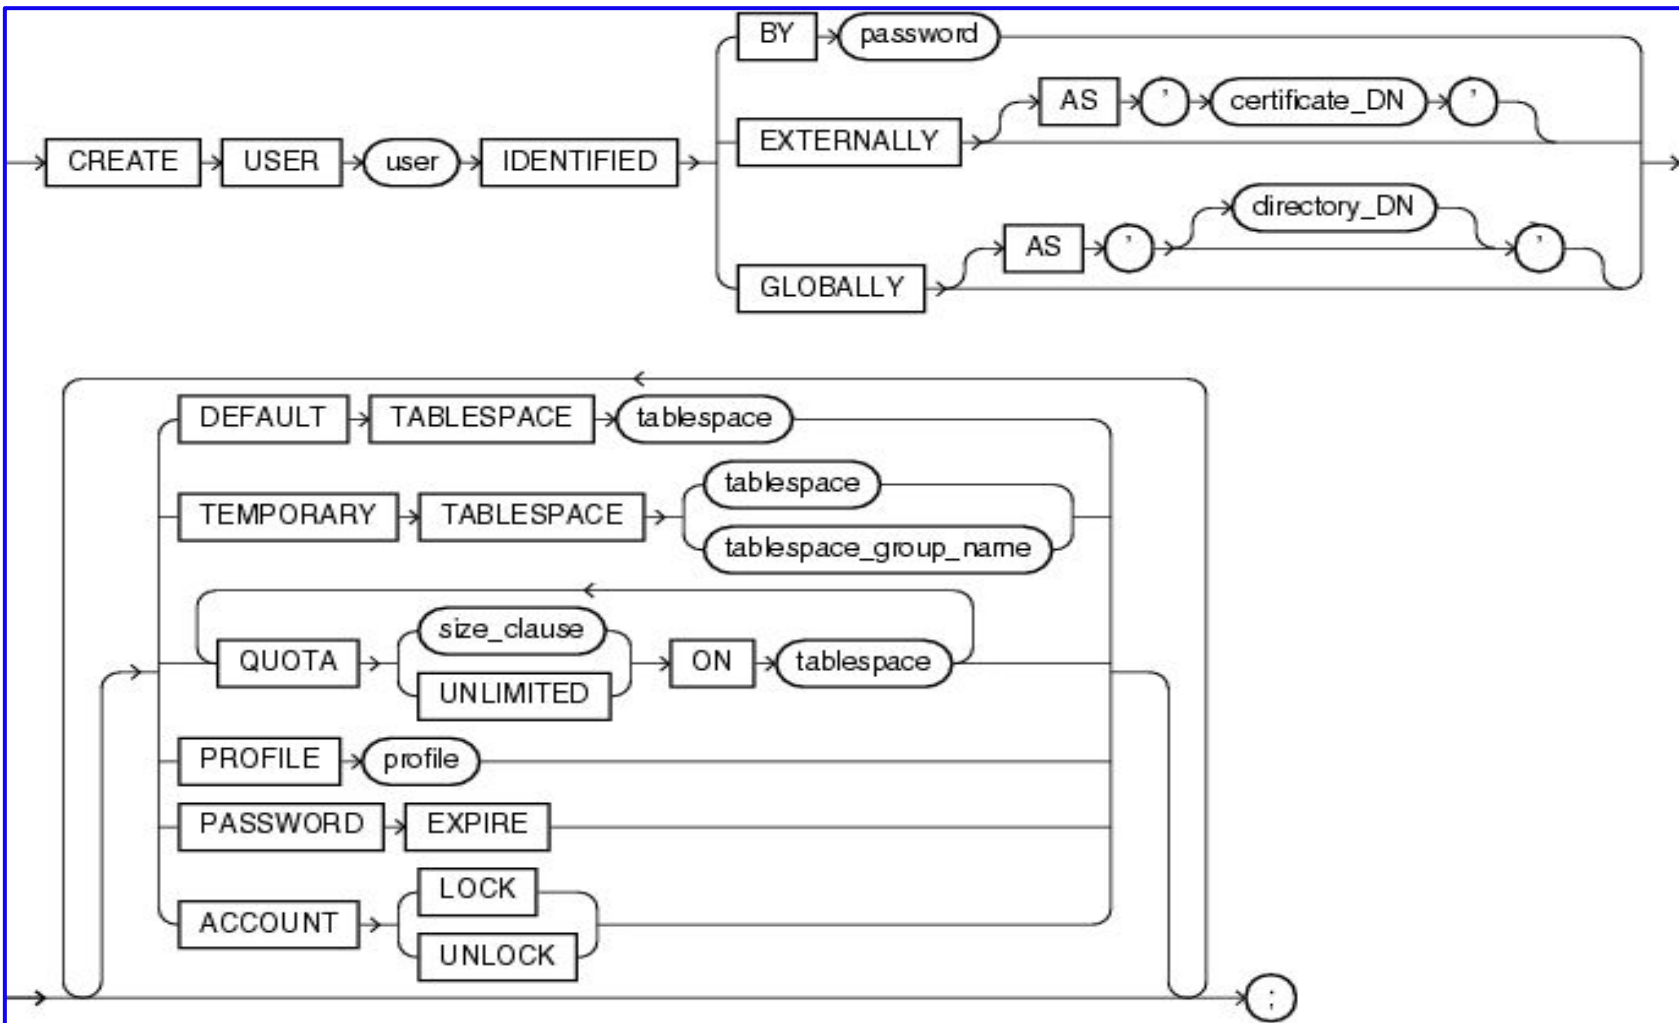 BY password
AS ' certificate_DN '
EXTERNALLY
CREATE USER user IDENTIFIED
directory_DN
AS ' '
GLOBALLY
DEFAULT TABLESPACE tablespace
tablespace
TEMPORARY TABLESPACE
tablespace_group_name
size_clause
QUOTA ON tablespace
UNLIMITED
PROFILE profile
PASSWORD EXPIRE
LOCK
ACCOUNT
UNLOCK
;